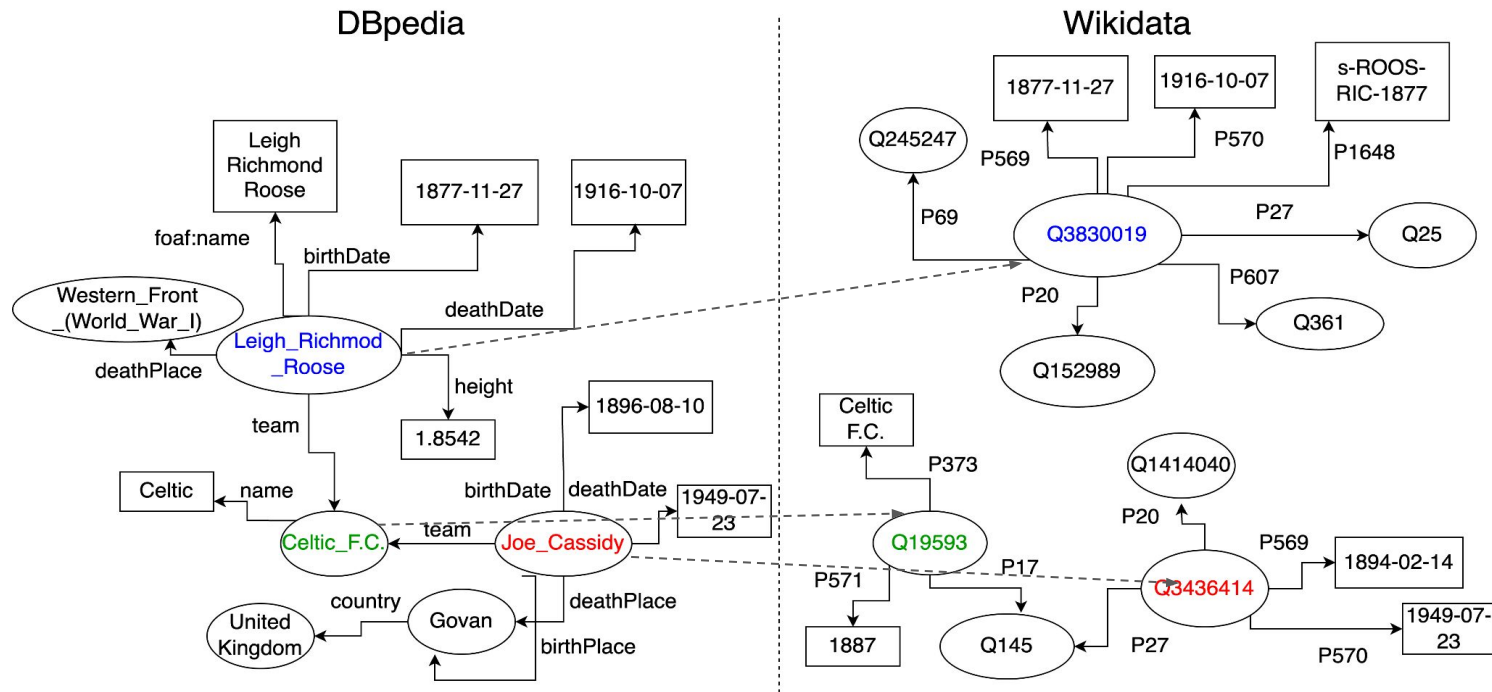 DBpedia
Leigh
Richmond
Roose
1877-11-27
1916-10-07
foaf:name
birthDate
deathDate
Western_Front
_(World_War_I)
deathPlace
Leigh_Richmod
_Roose
height
1.8542
team
1896-08-10
birthDate
deathDate
1949-07-
23
Celtic
name
Celtic_F.C.
team
Joe_Cassidy
deathPlace
country
Govan
United
Kingdom
birthPlace
Wikidata
1877-11-27
1916-10-07
s-ROOS-
RIC-1877
Q245247
P569
P570
P1648
P69
Q3830019
P27
Q25
P20
P607
Q361
Q152989
Celtic
F.C.
P373
Q1414040
P20
Q19593
P569
1894-02-14
P571
P17
Q3436414
1887
Q145
P27
P570
1949-07-
23